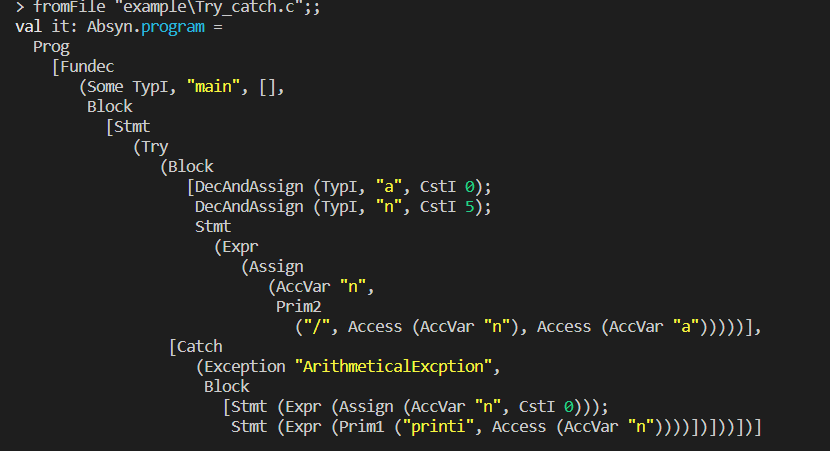 > fromFile "example\Try_catch.c";;
val it: Absyn.program =
  Prog
    [Fundec
       (Some TypI, "main", [],
        Block
          [Stmt
             (Try
                (Block
                   [DecAndAssign (TypI, "a", CstI 0);
                    DecAndAssign (TypI, "n", CstI 5);
                    Stmt
                      (Expr
                         (Assign
                            (AccVar "n",
                             Prim2
                               ("/", Access (AccVar "n"), Access (AccVar "a")))))],
                 [Catch
                    (Exception "ArithmeticalExcption",
                     Block
                       [Stmt (Expr (Assign (AccVar "n", CstI 0)));
                        Stmt (Expr (Prim1 ("printi", Access (AccVar "n"))))])]))])]